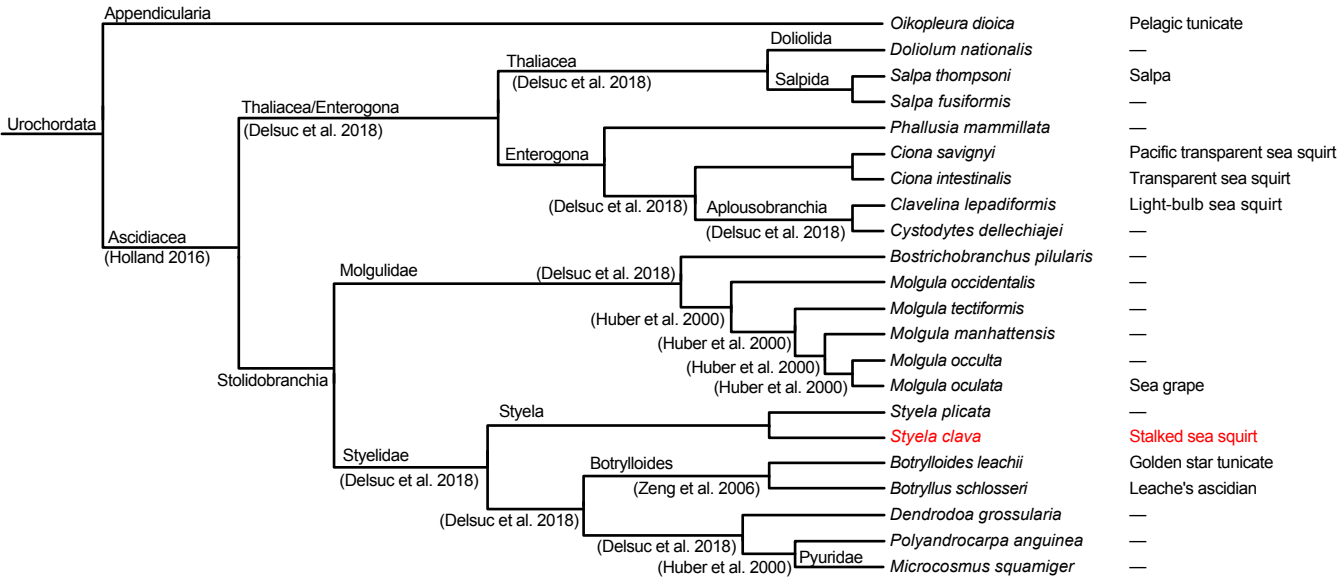 Appendicularia
Oikopleura dioica Pelagic tunicate
Doliolida
Doliolum nationalis —
Thaliacea
(Delsuc et al. 2018)
Salpida
Salpa thompsoni Salpa
Salpa fusiformis —
Thaliacea/Enterogona
(Delsuc et al. 2018)
Urochordata
Phallusia mammillata —
Enterogona
Ciona savignyi Pacific transparent sea squirt
Ciona intestinalis Transparent sea squirt
(Delsuc et al. 2018)
Aplousobranchia
(Delsuc et al. 2018)
Clavelina lepadiformis Light-bulb sea squirt
Cystodytes dellechiajei —
Ascidiacea
(Holland 2016)
Molgulidae
(Delsuc et al. 2018)
Bostrichobranchus pilularis —
Molgula occidentalis —
(Huber et al. 2000)
Molgula tectiformis —
(Huber et al. 2000)
Molgula manhattensis —
(Huber et al. 2000)
Molgula occulta —
(Huber et al. 2000)
Molgula oculata Sea grape
Stolidobranchia
Styela
Styela plicata —
Styela clava Stalked sea squirt
Styelidae
(Delsuc et al. 2018)
Botrylloides
(Zeng et al. 2006)
Botrylloides leachii Golden star tunicate
Botryllus schlosseri Leache's ascidian
(Delsuc et al. 2018)
Dendrodoa grossularia —
(Delsuc et al. 2018)
Polyandrocarpa anguinea —
(Huber et al. 2000)
Pyuridae
Microcosmus squamiger —